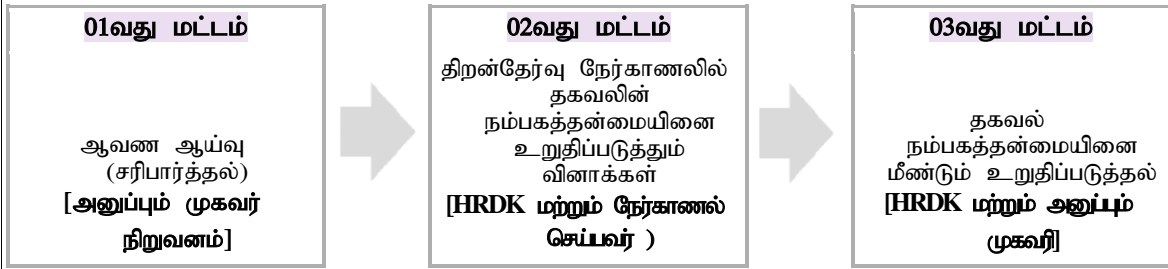 01வது மட்டம்
ஆவண ஆய்வு
(சரிபார்த்தல்)
[அனுப்பும் முகவர்
நிறுவனம்]
02வது மட்டம்
திறன்தேர்வு நேர்காணலில்
தகவலின்
நம்பகத்தன்மையினை
உறுதிப்படுத்தும்
வினாக்கள்
[HRDK மற்றும் நேர்காணல்
செய்பவர் )
03வது மட்டம்
தகவல்
நம்பகத்தன்மையினை
மீண்டும் உறுதிப்படுத்தல்
[HRDK மற்றும் அனுப்பும்
முகவரி]